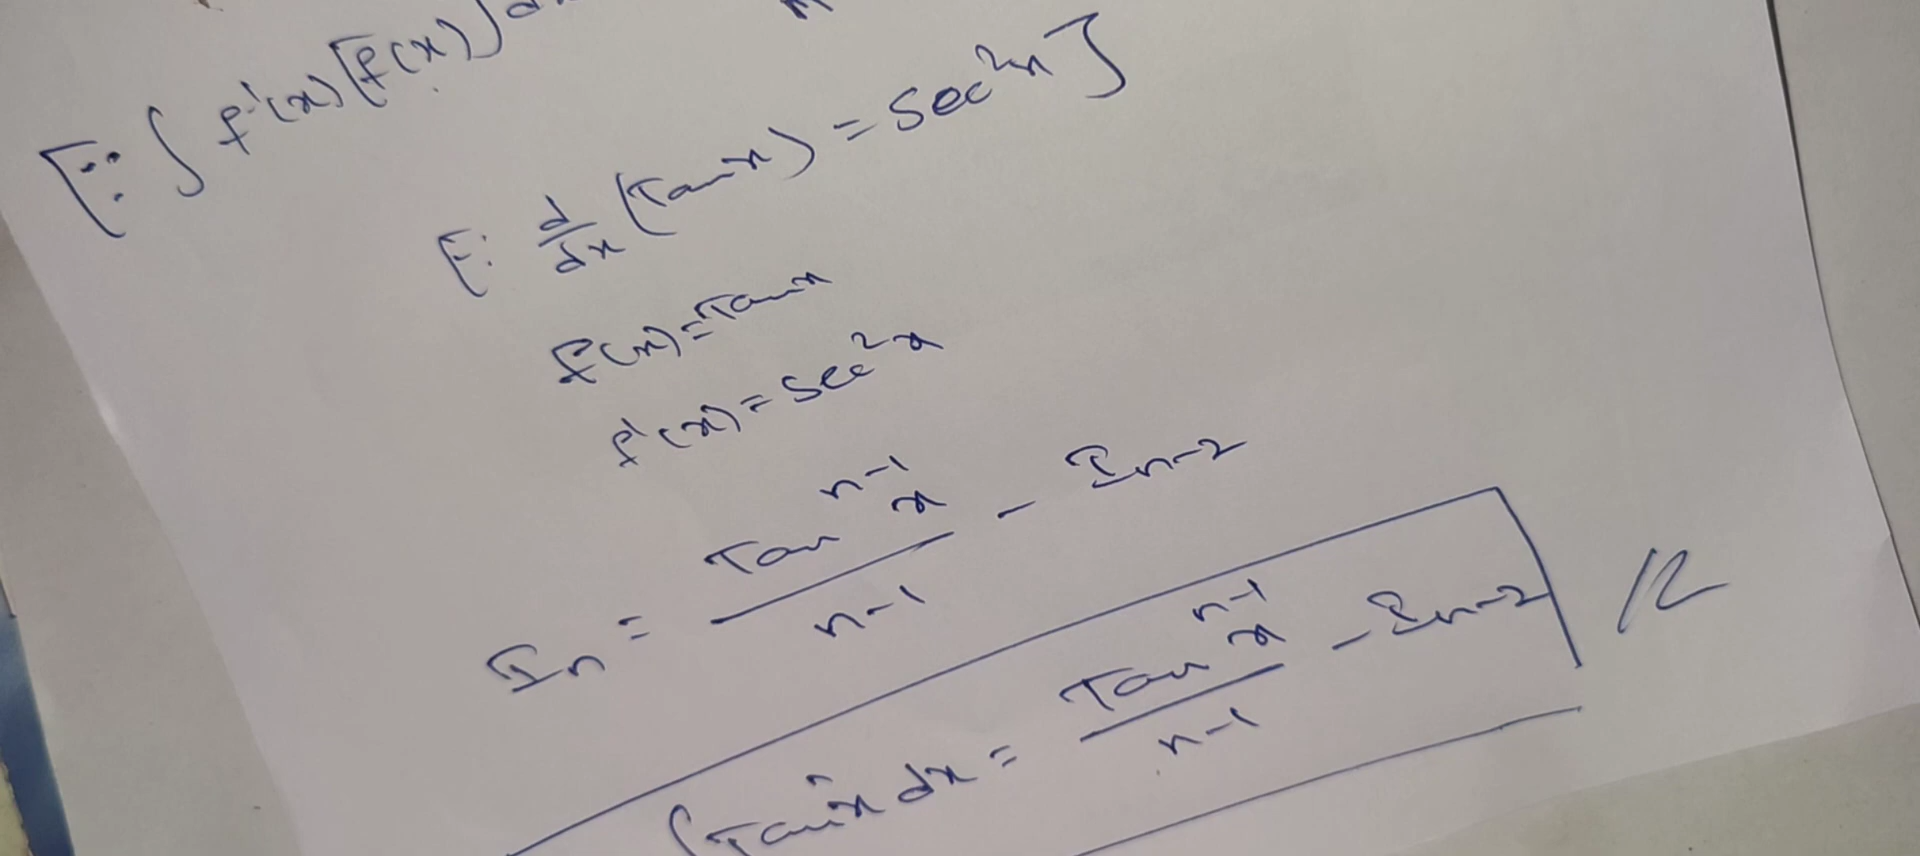 [∵ ∫ f'(x) [f(x)]
[∵ d/dx (Tan x) = sec²x]
f(x) = Tan x
f'(x) = sec²x
Iₙ = Tanⁿ⁻¹x / n-1 - Iₙ₋₂
∫ Tanⁿx dx = Tanⁿ⁻¹x / n-1 - Iₙ₋₂ //